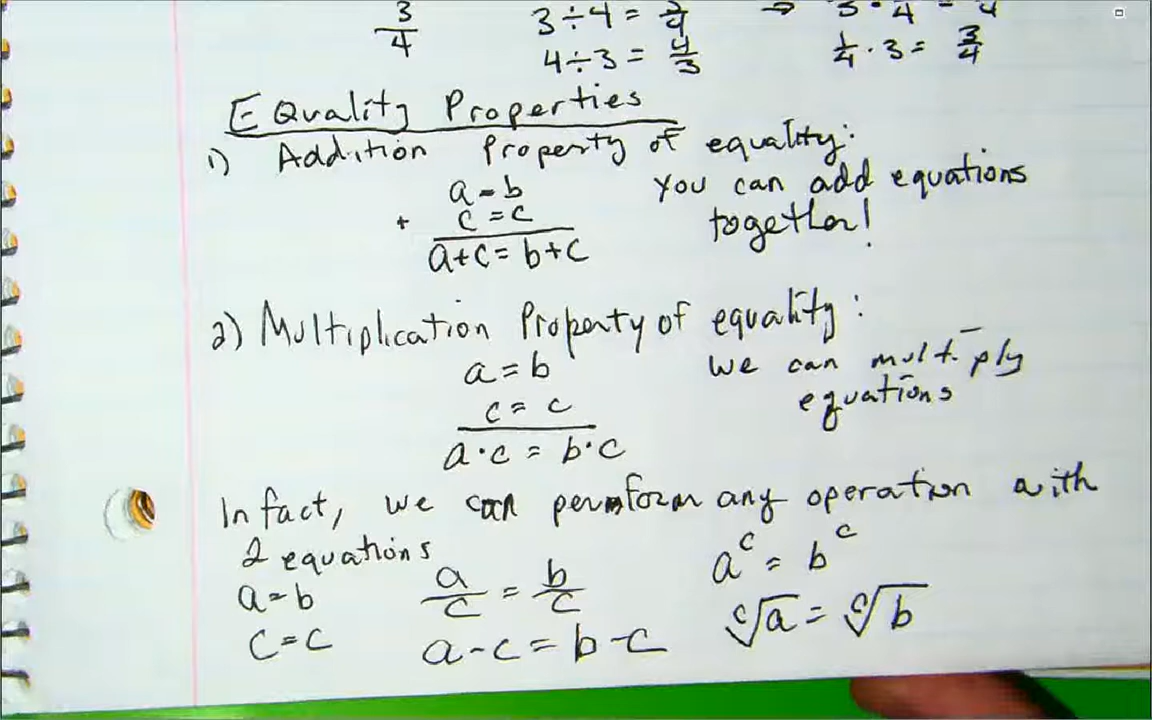 3/4 3÷4 = 3/4 → 3 · 4 = 4
4÷3 = 4/3 1/4 · 3 = 3/4
Equality Properties
1) Addition Property of equality:
a = b You can add equations
+ c = c together!
a+c = b+c
2) Multiplication Property of equality:
a = b we can multiply
c = c equations
a·c = b·c
In fact, we can perform any operation with
2 equations
a = b a/c = b/c a^c = b^c
c = c a-c = b-c ᶜ√a = ᶜ√b